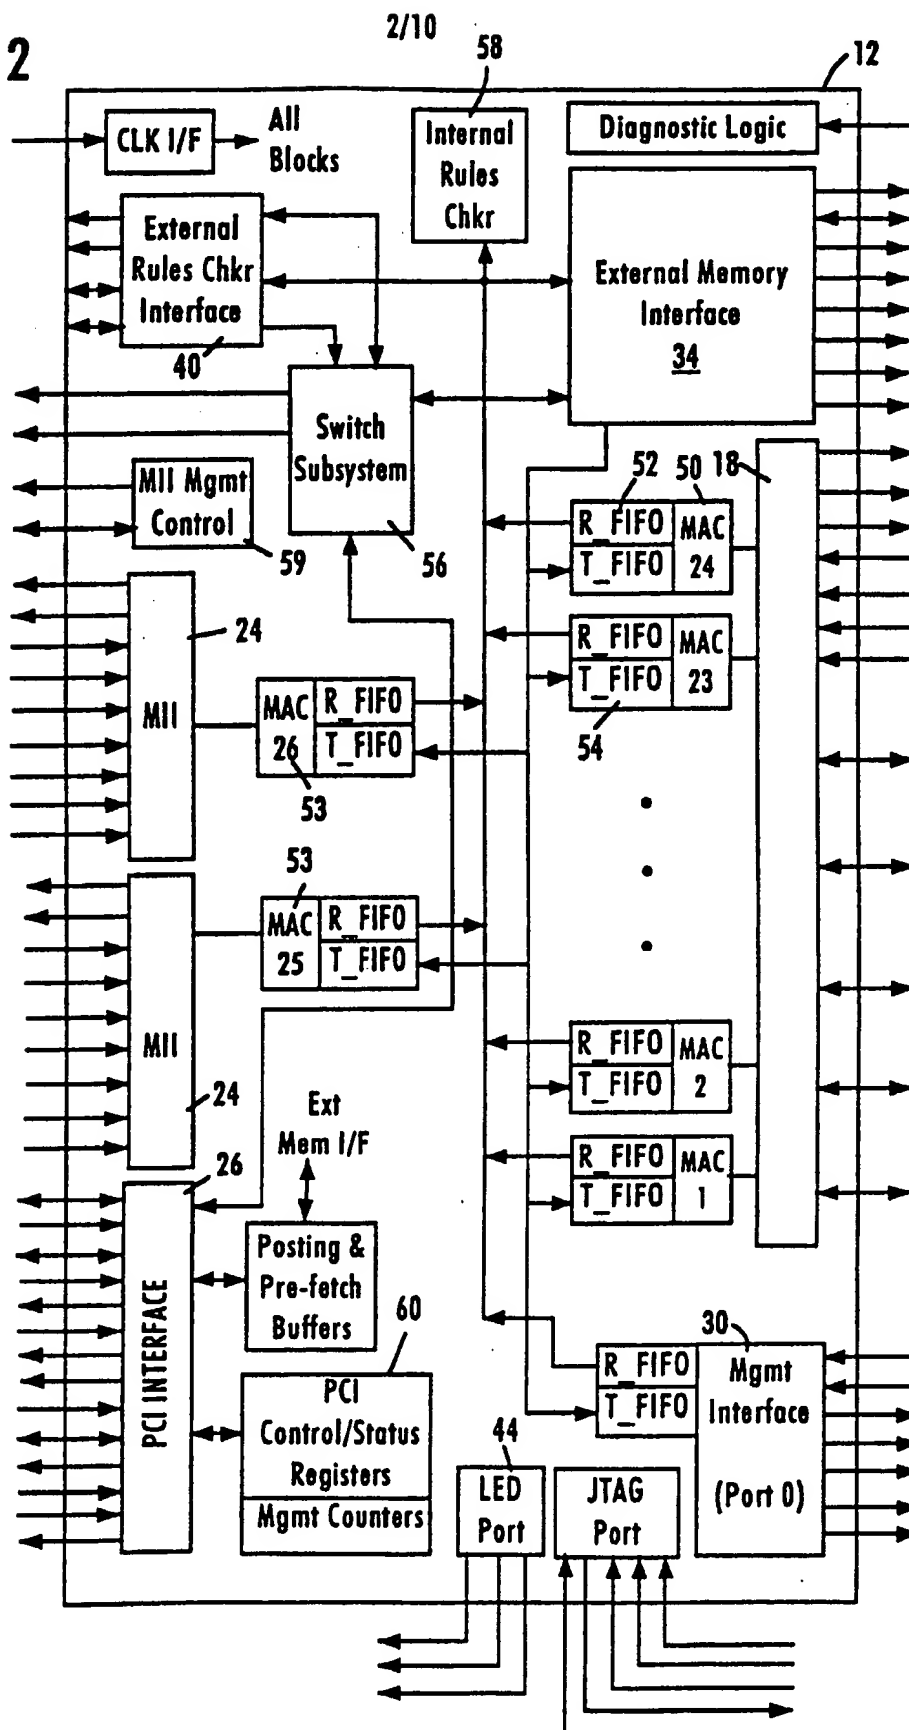 2/10
2
58
12
CLK I/F
All
Blocks
Internal
Rules
Chkr
Diagnostic Logic
External
Rules Chkr
Interface
40
External Memory
Interface
34
Switch
Subsystem
56
MII Mgmt
Control
59
52
50
18
R_FIFO
T_FIFO
MAC
24
R_FIFO
T_FIFO
MAC
23
54
24
MII
MAC
26
R_FIFO
T_FIFO
53
53
MII
MAC
25
R_FIFO
T_FIFO
24
R_FIFO
T_FIFO
MAC
2
R_FIFO
T_FIFO
MAC
1
Ext
Mem I/F
26
PCI INTERFACE
Posting &
Pre-fetch
Buffers
60
PCI
Control/Status
Registers
Mgmt Counters
30
R_FIFO
T_FIFO
Mgmt
Interface
(Port 0)
44
LED
Port
JTAG
Port